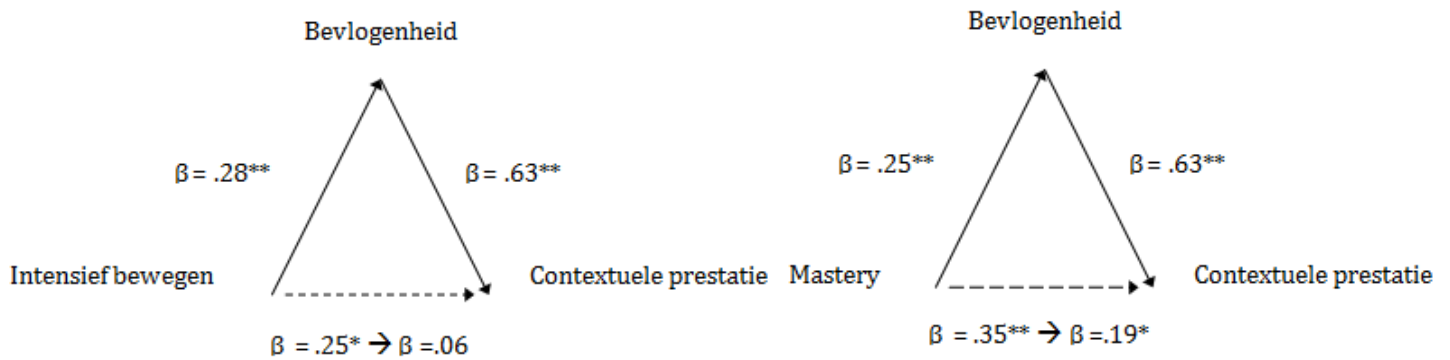 Bevlogenheid
β = .28**
β = .63**
Intensief bewegen
Contextuele prestatie
β = .25* → β =.06
Bevlogenheid
β = .25**
β = .63**
Mastery
Contextuele prestatie
β = .35** → β =.19*